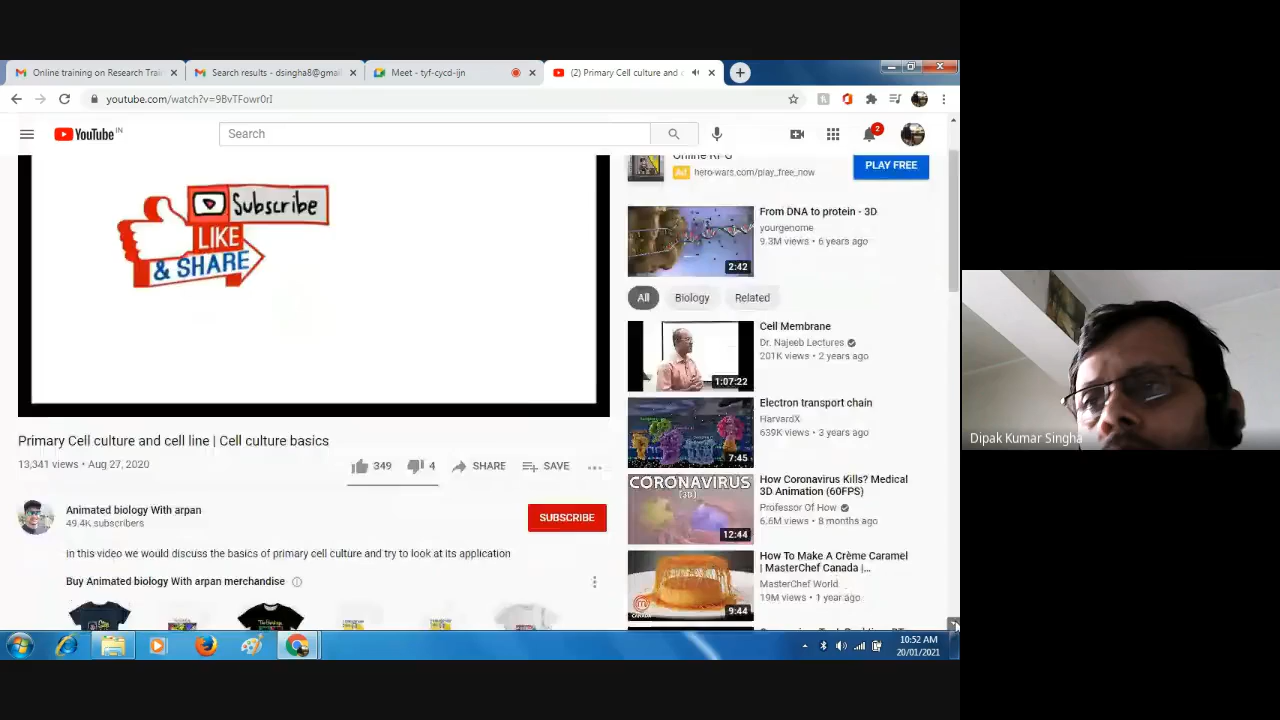 Online training on Research Trai
Search results - dsingha8@gmai
Meet - tyf-cycd-ijn
(2) Primary Cell culture and c
youtube.com/watch?v=9BvTFowr0rI
YouTube IN
Search
2
Subscribe
LIKE
& SHARE
Online RPG
Ad hero-wars.com/play_free_now
PLAY FREE
From DNA to protein - 3D
yourgenome
9.3M views • 6 years ago
2:42
All Biology Related
Cell Membrane
Dr. Najeeb Lectures
201K views • 2 years ago
1:07:22
Electron transport chain
HarvardX
639K views • 3 years ago
7:45
CORONAVIRUS
[3D]
How Coronavirus Kills? Medical
3D Animation (60FPS)
Professor Of How
6.6M views • 8 months ago
12:44
How To Make A Crème Caramel
| MasterChef Canada |...
MasterChef World
19M views • 1 year ago
9:44
Primary Cell culture and cell line | Cell culture basics
13,341 views • Aug 27, 2020
349 4 SHARE SAVE
Animated biology With arpan
49.4K subscribers
SUBSCRIBE
in this video we would discuss the basics of primary cell culture and try to look at its application
Buy Animated biology With arpan merchandise
10:52 AM
20/01/2021
Dipak Kumar Singha